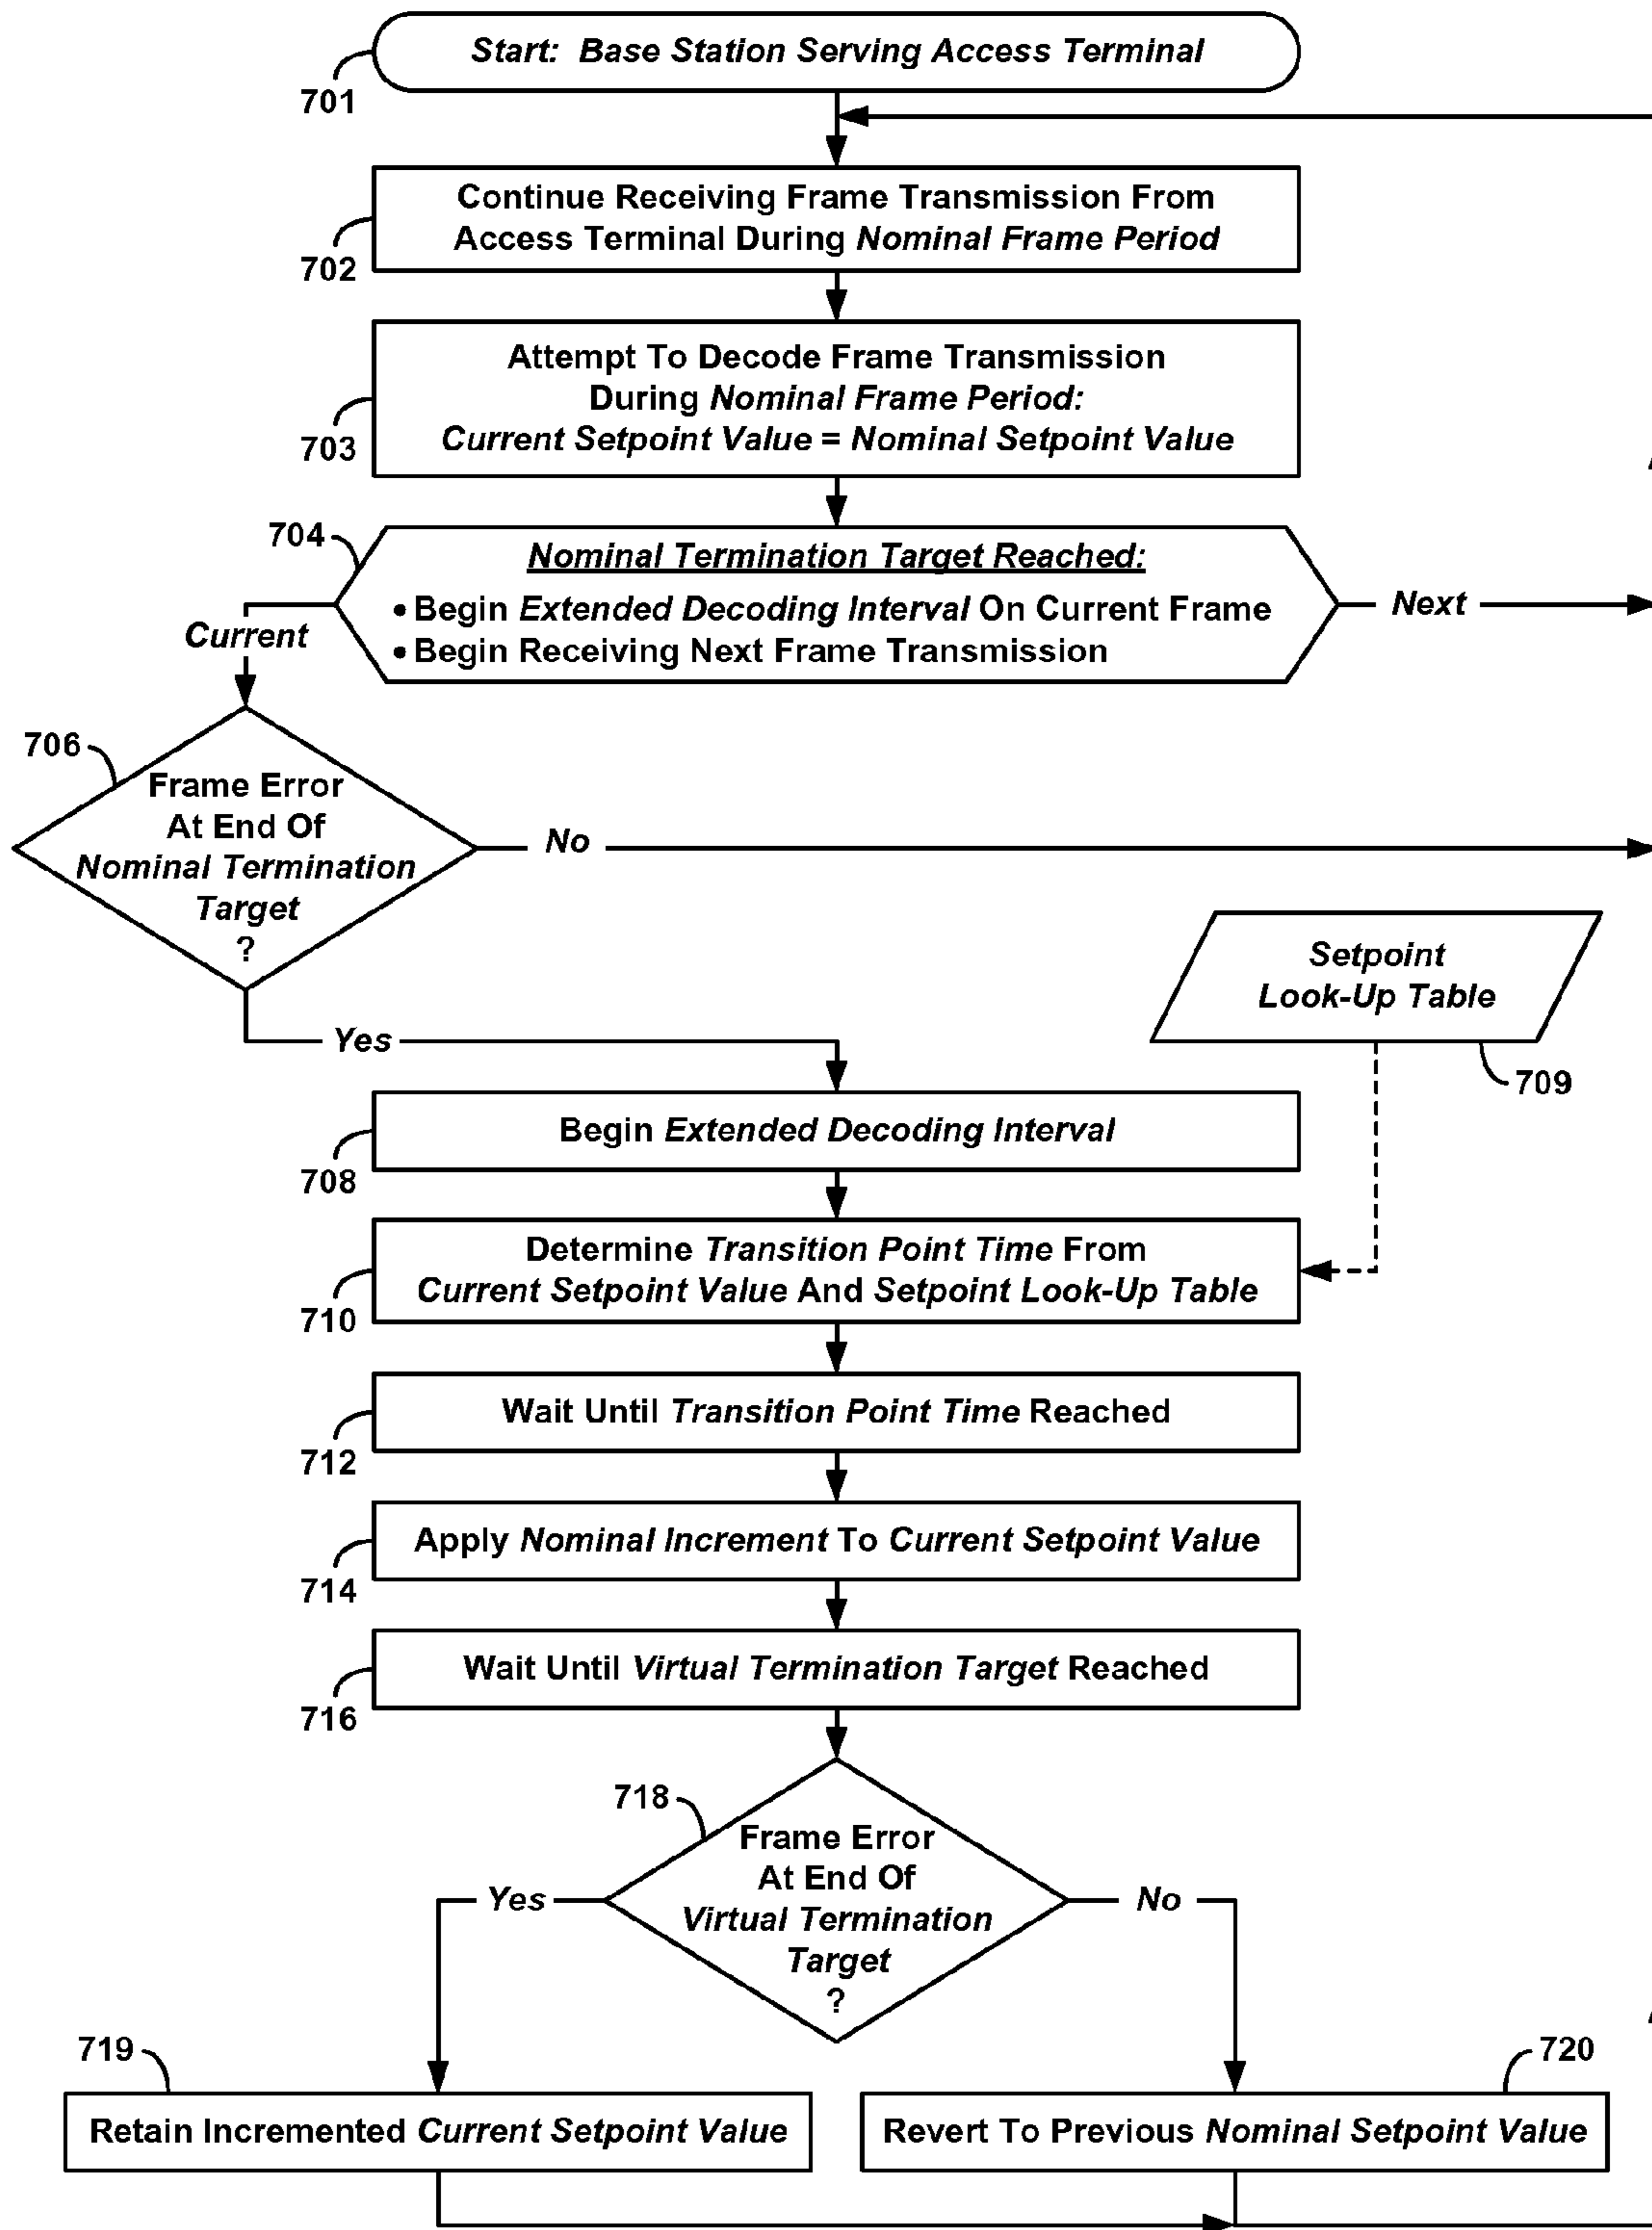 Start: Base Station Serving Access Terminal
701
Continue Receiving Frame Transmission From
Access Terminal During Nominal Frame Period
702
Attempt To Decode Frame Transmission
During Nominal Frame Period:
Current Setpoint Value = Nominal Setpoint Value
703
704
Nominal Termination Target Reached:
• Begin Extended Decoding Interval On Current Frame
• Begin Receiving Next Frame Transmission
Next
Current
706
Frame Error
At End Of
Nominal Termination
Target
?
No
Setpoint
Look-Up Table
709
Yes
Begin Extended Decoding Interval
708
Determine Transition Point Time From
Current Setpoint Value And Setpoint Look-Up Table
710
Wait Until Transition Point Time Reached
712
Apply Nominal Increment To Current Setpoint Value
714
Wait Until Virtual Termination Target Reached
716
718
Frame Error
At End Of
Virtual Termination
Target
?
Yes
No
719
720
Retain Incremented Current Setpoint Value
Revert To Previous Nominal Setpoint Value